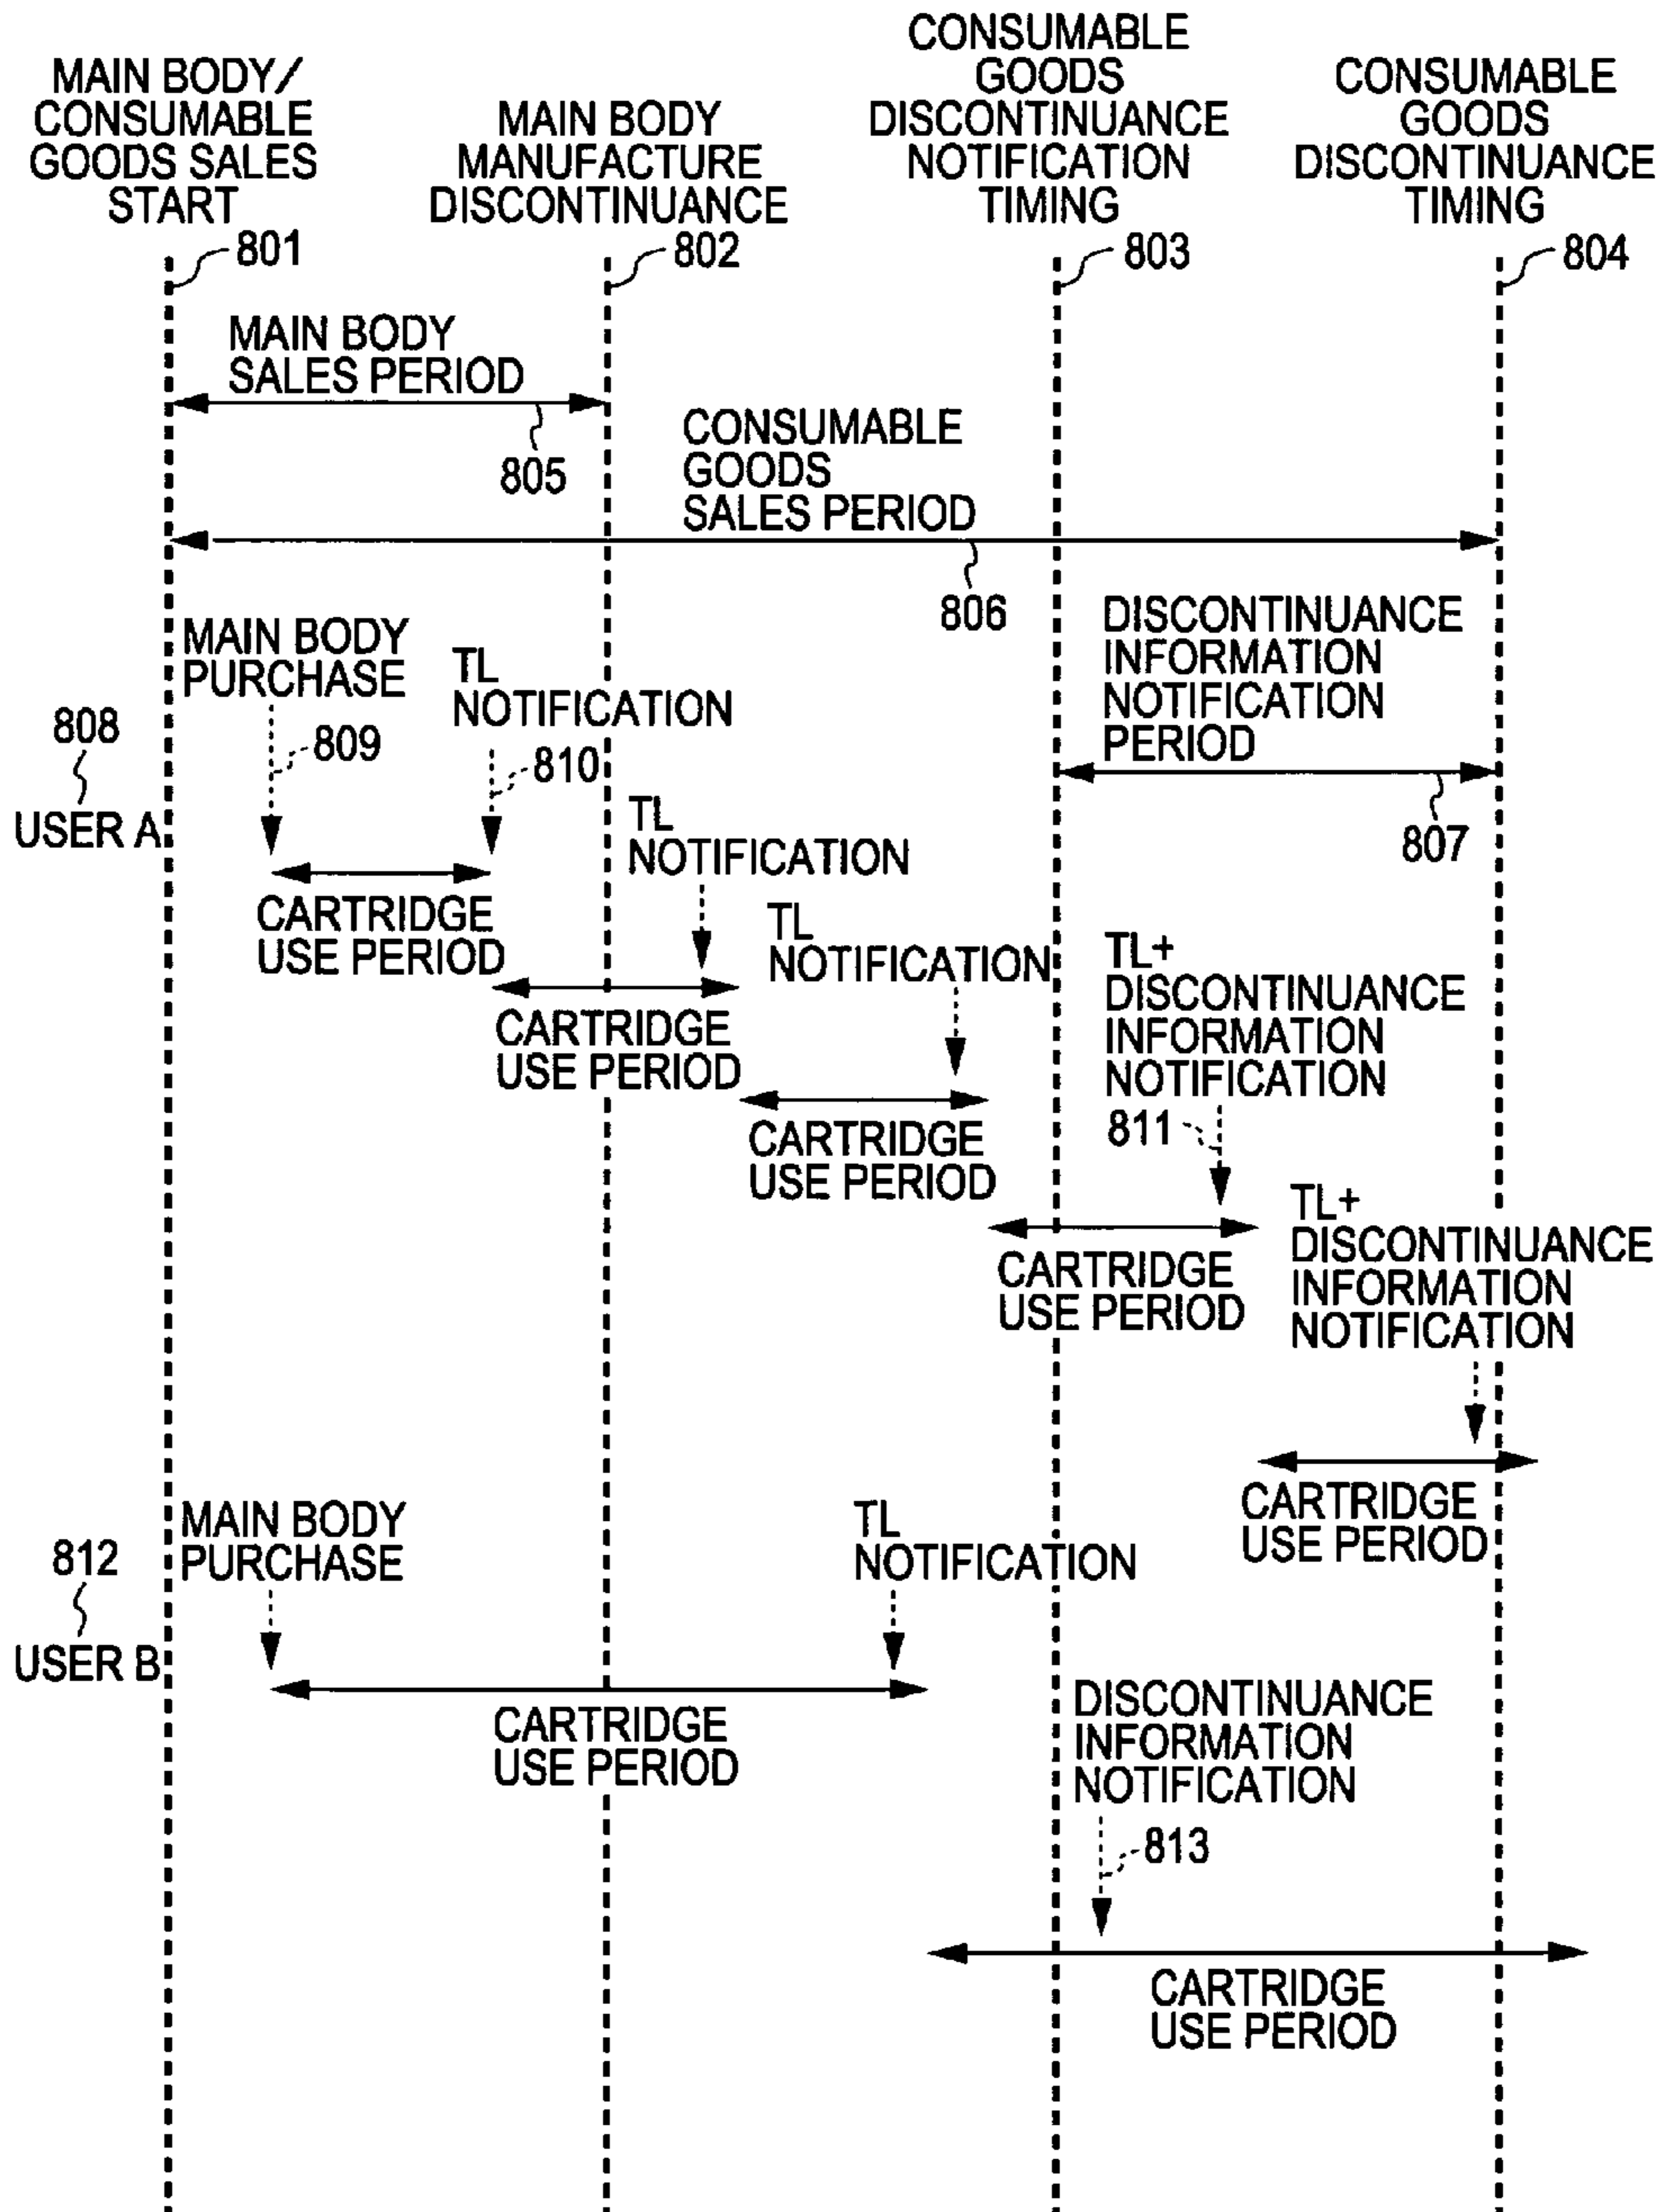 MAIN BODY/
CONSUMABLE
GOODS SALES
START
801
MAIN BODY
MANUFACTURE
DISCONTINUANCE
802
CONSUMABLE
GOODS
DISCONTINUANCE
NOTIFICATION
TIMING
803
CONSUMABLE
GOODS
DISCONTINUANCE
TIMING
804
MAIN BODY
SALES PERIOD
805
CONSUMABLE
GOODS
SALES PERIOD
806
DISCONTINUANCE
INFORMATION
NOTIFICATION
PERIOD
807
808
USER A
MAIN BODY
PURCHASE
809
TL
NOTIFICATION
810
CARTRIDGE
USE PERIOD
TL
NOTIFICATION
CARTRIDGE
USE PERIOD
TL
NOTIFICATION
CARTRIDGE
USE PERIOD
TL+
DISCONTINUANCE
INFORMATION
NOTIFICATION
811
CARTRIDGE
USE PERIOD
TL+
DISCONTINUANCE
INFORMATION
NOTIFICATION
CARTRIDGE
USE PERIOD
812
USER B
MAIN BODY
PURCHASE
TL
NOTIFICATION
CARTRIDGE
USE PERIOD
DISCONTINUANCE
INFORMATION
NOTIFICATION
813
CARTRIDGE
USE PERIOD